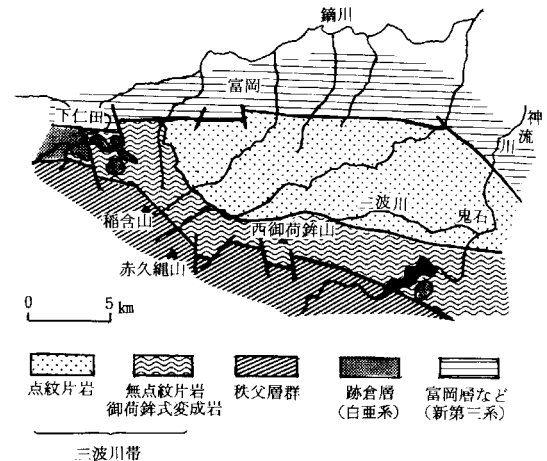 鏑川
富岡
下仁田
神流川
三波川
鬼石
稲含山
西御荷鉾山
赤久縄山
0 5 km
点紋片岩
無点紋片岩
御荷鉾式変成岩
秩父層群
跡倉層
(白亜系)
富岡層など
(新第三系)
三波川帯